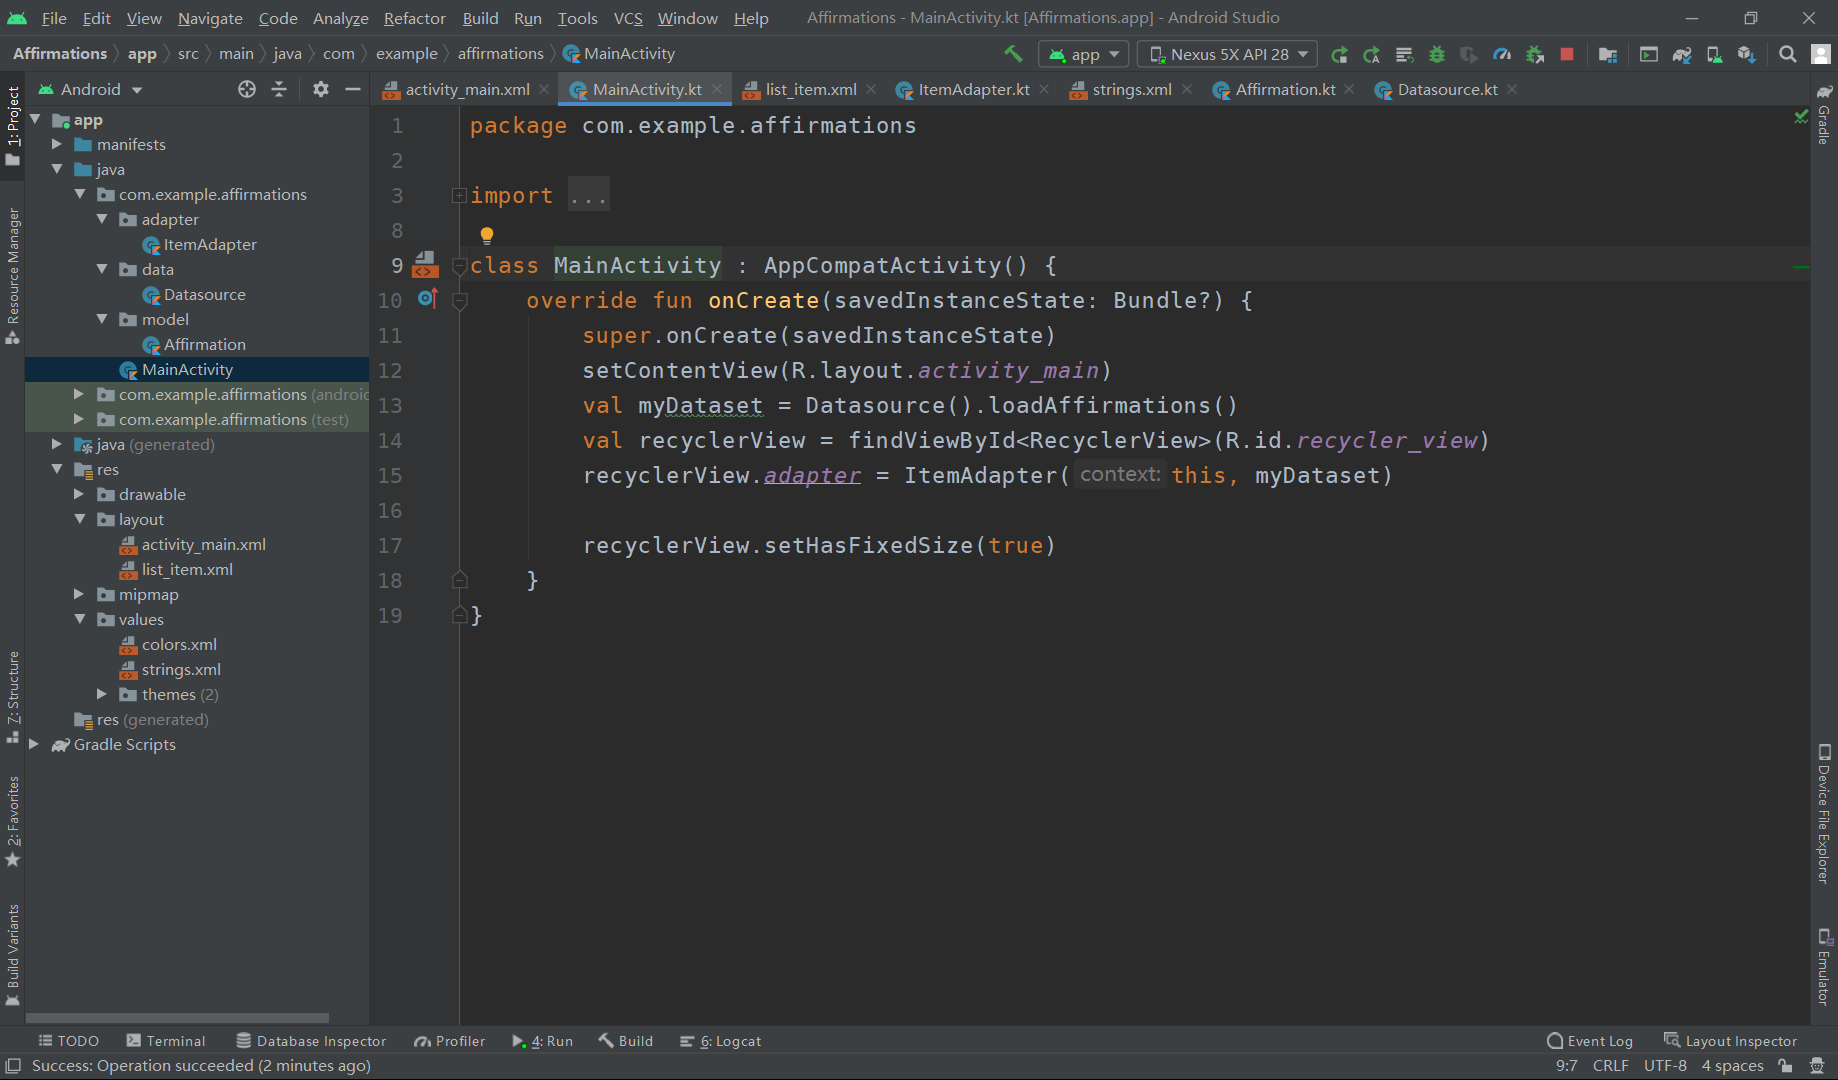 File Edit View Navigate Code Analyze Refactor Build Run Tools VCS Window Help Affirmations - MainActivity.kt [Affirmations.app] - Android Studio
Affirmations app src main java com example affirmations MainActivity app Nexus 5X API 28
Android
activity_main.xml MainActivity.kt list_item.xml ItemAdapter.kt strings.xml Affirmation.kt Datasource.kt
1: Project
Resource Manager
7: Structure
2: Favorites
Build Variants
app
manifests
java
com.example.affirmations
adapter
ItemAdapter
data
Datasource
model
Affirmation
MainActivity
com.example.affirmations (androic
com.example.affirmations (test)
java (generated)
res
drawable
layout
activity_main.xml
list_item.xml
mipmap
values
colors.xml
strings.xml
themes (2)
res (generated)
Gradle Scripts
1 package com.example.affirmations
2
3 import ...
8
9 class MainActivity : AppCompatActivity() {
10 override fun onCreate(savedInstanceState: Bundle?) {
11 super.onCreate(savedInstanceState)
12 setContentView(R.layout.activity_main)
13 val myDataset = Datasource().loadAffirmations()
14 val recyclerView = findViewById<RecyclerView>(R.id.recycler_view)
15 recyclerView.adapter = ItemAdapter( context: this, myDataset)
16
17 recyclerView.setHasFixedSize(true)
18 }
19 }
Gradle
Device File Explorer
Emulator
TODO Terminal Database Inspector Profiler 4: Run Build 6: Logcat Event Log Layout Inspector
Success: Operation succeeded (2 minutes ago) 9:7 CRLF UTF-8 4 spaces